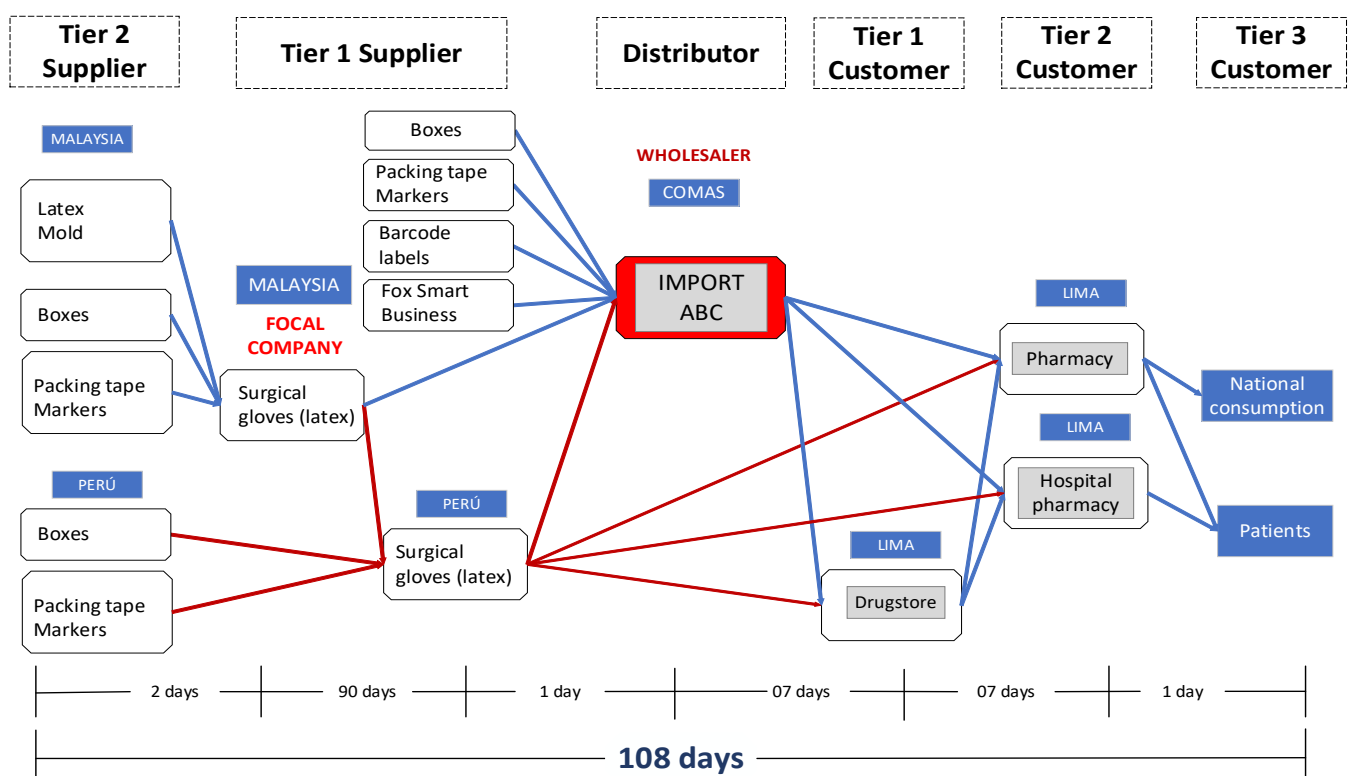 Tier 2
Supplier
Tier 1 Supplier
Distributor
Tier 1
Customer
Tier 2
Customer
Tier 3
Customer
MALAYSIA
Latex
Mold
Boxes
Packing tape
Markers
MALAYSIA
FOCAL
COMPANY
Surgical
gloves (latex)
Boxes
Packing tape
Markers
Barcode
labels
Fox Smart
Business
WHOLESALER
COMAS
IMPORT
ABC
LIMA
Pharmacy
LIMA
Hospital
pharmacy
National
consumption
Patients
PERÚ
Boxes
Packing tape
Markers
PERÚ
Surgical
gloves (latex)
LIMA
Drugstore
2 days
90 days
1 day
07 days
07 days
1 day
108 days